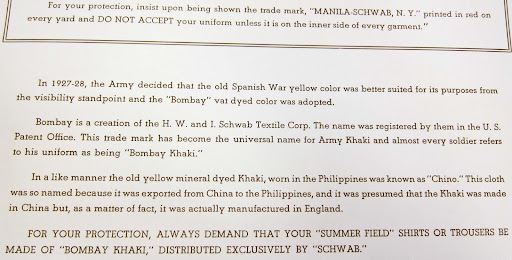 For your protection, insist upon being shown the trade mark, "MANILA-SCHWAB, N. Y." printed in red on
every yard and DO NOT ACCEPT your uniform unless it is on the inner side of every garment."
In 1927-28, the Army decided that the old Spanish War yellow color was better suited for its purposes from
the visibility standpoint and the "Bombay" vat dyed color was adopted.
Bombay is a creation of the H. W. and I. Schwab Textile Corp. The name was registered by them in the U. S.
Patent Office. This trade mark has become the universal name for Army Khaki and almost every soldier refers
to his uniform as being "Bombay Khaki."
In a like manner the old yellow mineral dyed Khaki, worn in the Philippines was known as "Chino." This cloth
was so named because it was exported from China to the Philippines, and it was presumed that the Khaki was made
in China but, as a matter of fact, it was actually manufactured in England.
FOR YOUR PROTECTION, ALWAYS DEMAND THAT YOUR "SUMMER FIELD" SHIRTS OR TROUSERS BE
MADE OF "BOMBAY KHAKI," DISTRIBUTED EXCLUSIVELY BY "SCHWAB."